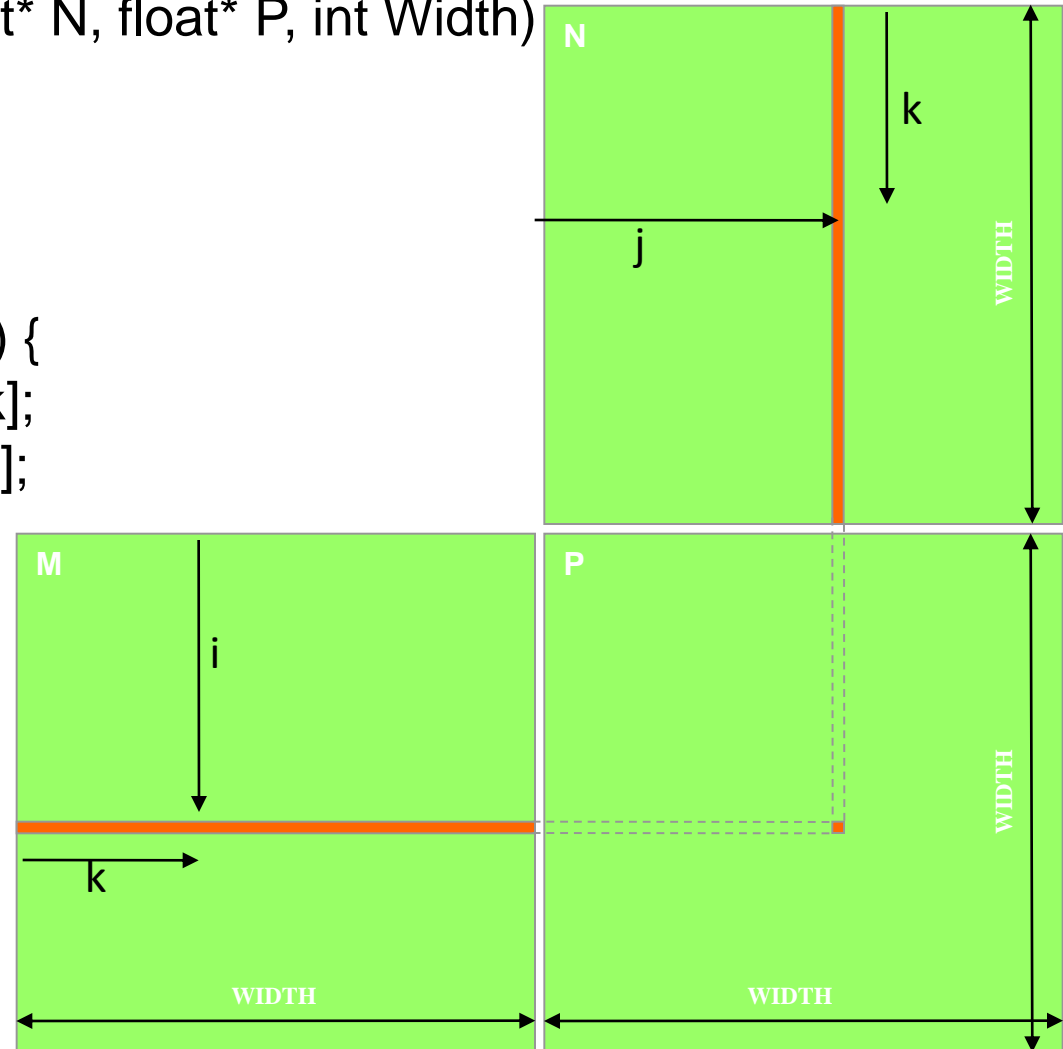 t* N, float* P, int Width)
N
k
j
WIDTH
) {
k];
];
M
P
i
WIDTH
k
WIDTH
WIDTH